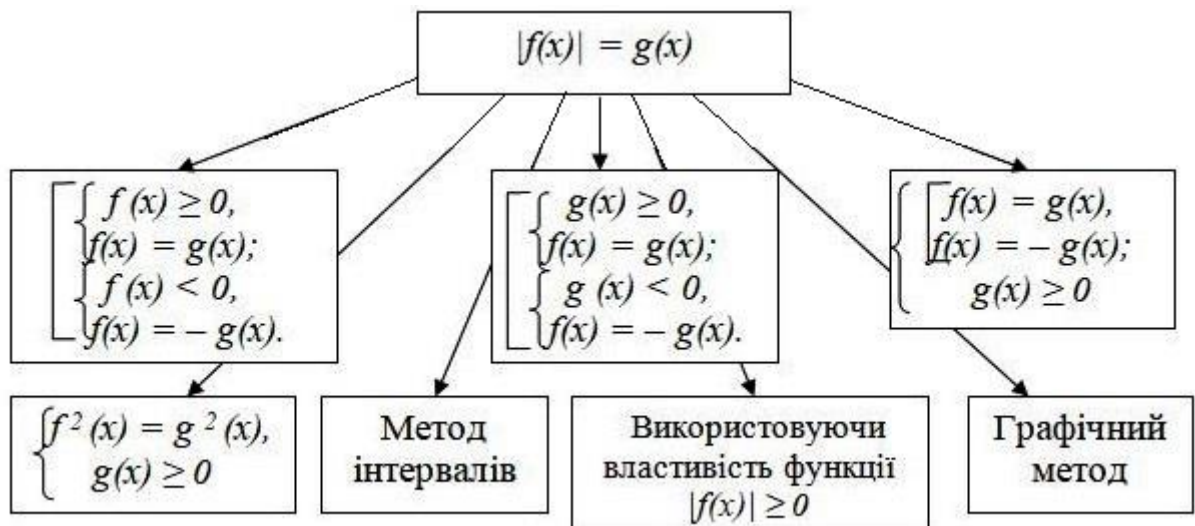 |f(x)| = g(x)
f (x) ≥ 0,
f(x) = g(x);
f (x) < 0,
f(x) = – g(x).
g(x) ≥ 0,
f(x) = g(x);
g (x) < 0,
f(x) = – g(x).
f(x) = g(x),
f(x) = – g(x);
g(x) ≥ 0
f ² (x) = g ² (x),
g(x) ≥ 0
Метод
інтервалів
Використовуючи
властивість функції
|f(x)| ≥ 0
Графічний
метод